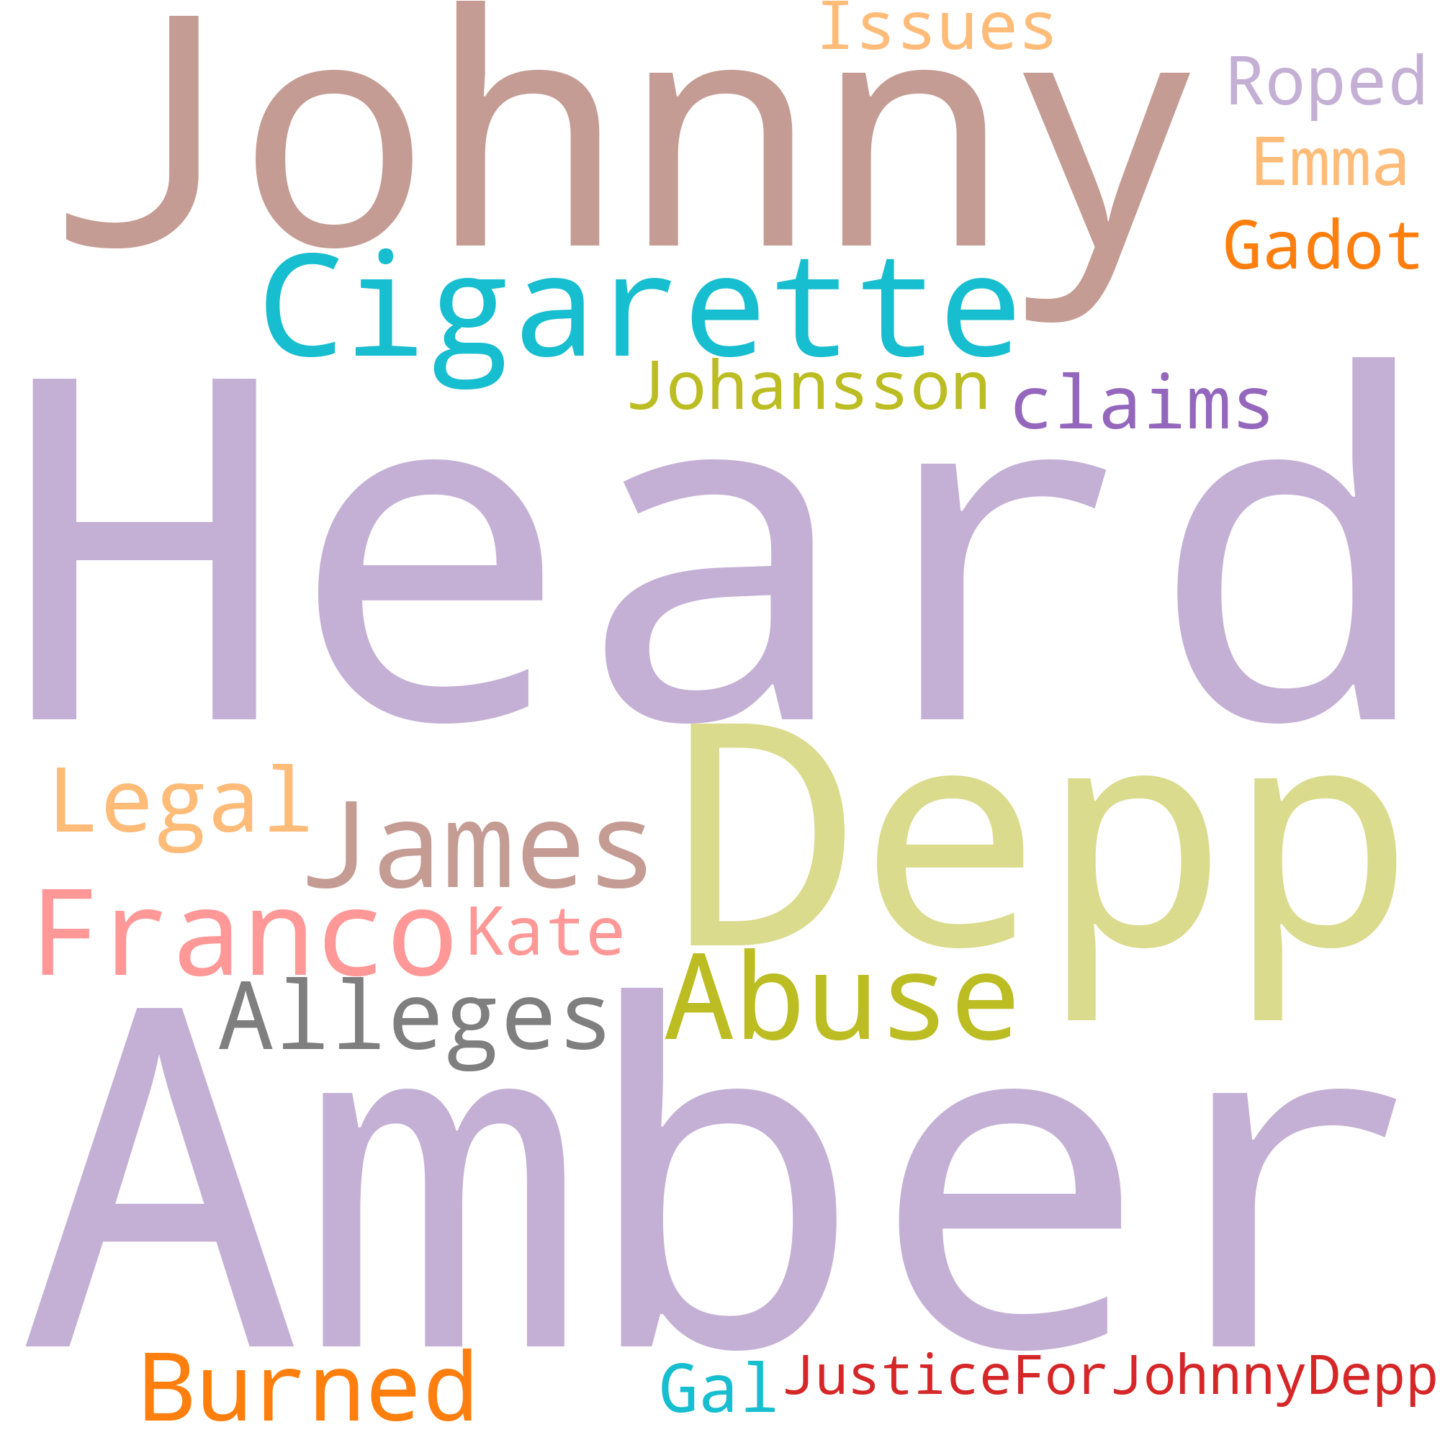 Issues
Johnny
Roped
Emma
Gadot
Cigarette
Johansson
claims
Heard
Depp
Legal
James
Franco
Kate
Abuse
Alleges
Amber
Burned
Gal
JusticeForJohnnyDepp